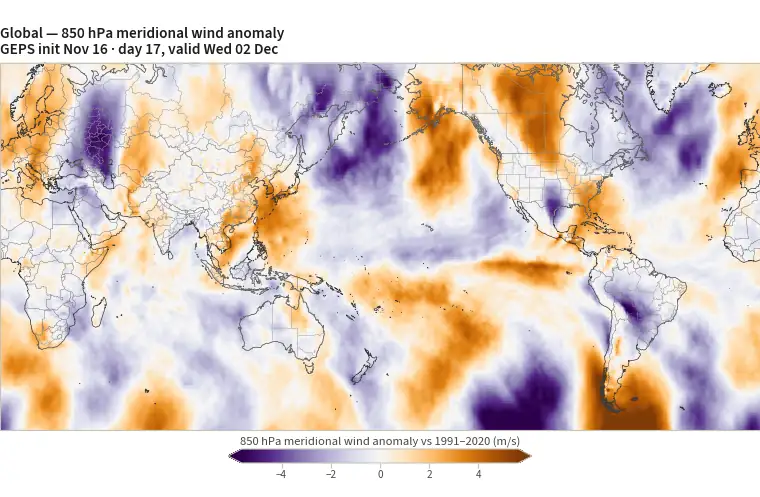 Global — 850 hPa meridional wind anomaly
GEPS init Nov 16 · day 17, valid Wed 02 Dec
850 hPa meridional wind anomaly vs 1991–2020 (m/s)
−4 −2 0 2 4